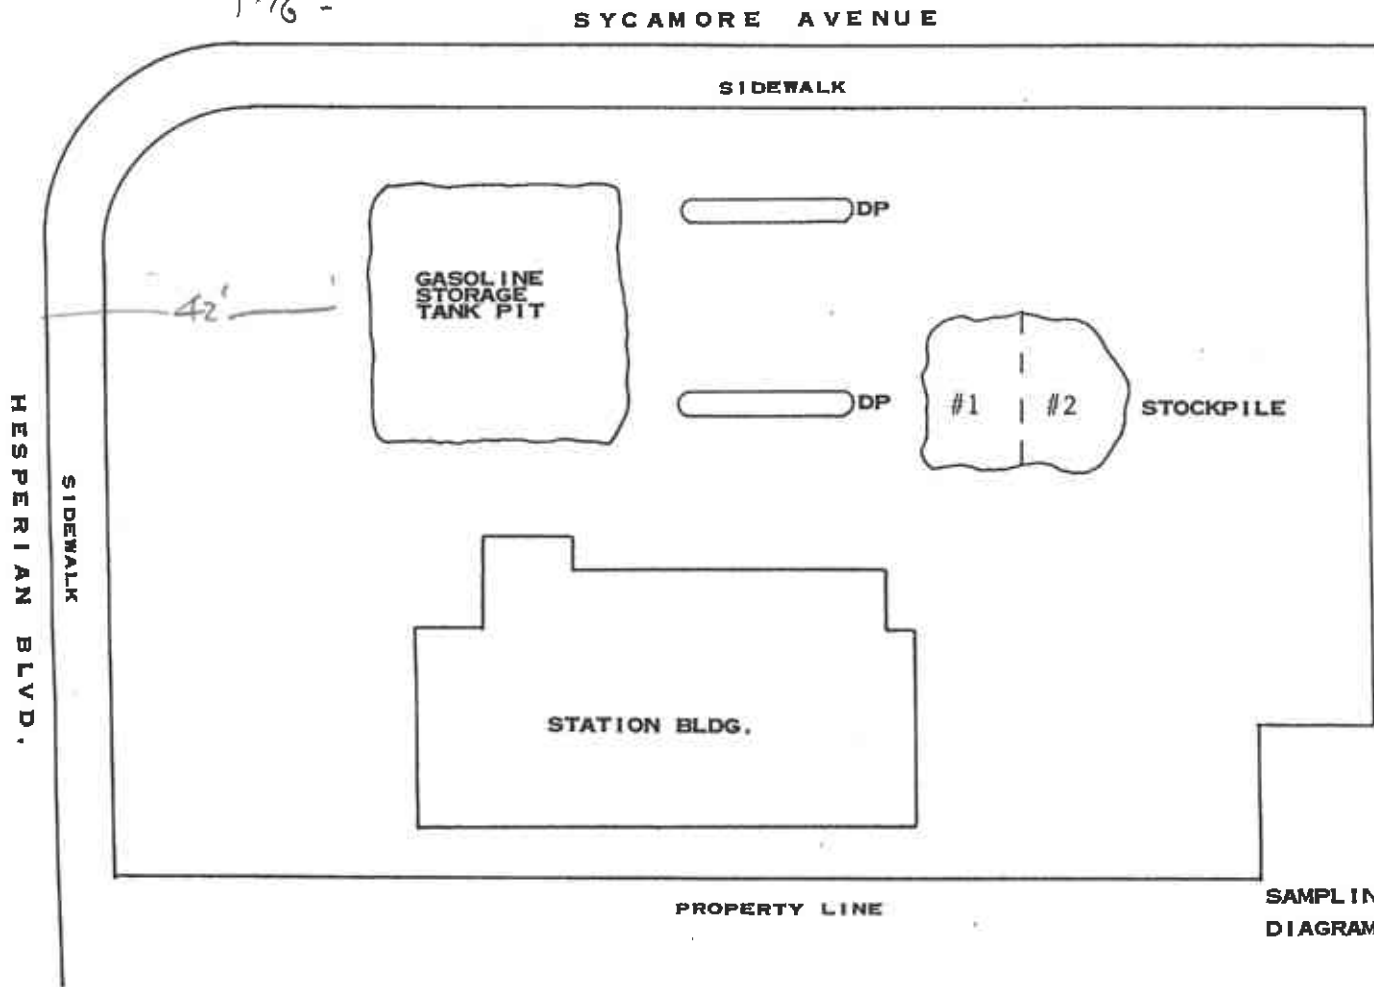 SYCAMORE AVENUE
SIDEWALK
DP
GASOLINE
STORAGE
TANK PIT
42'
DP
#1
#2
STOCKPILE
HESPERIAN BLVD.
SIDEWALK
STATION BLDG.
PROPERTY LINE
SAMPLIN
DIAGRAM